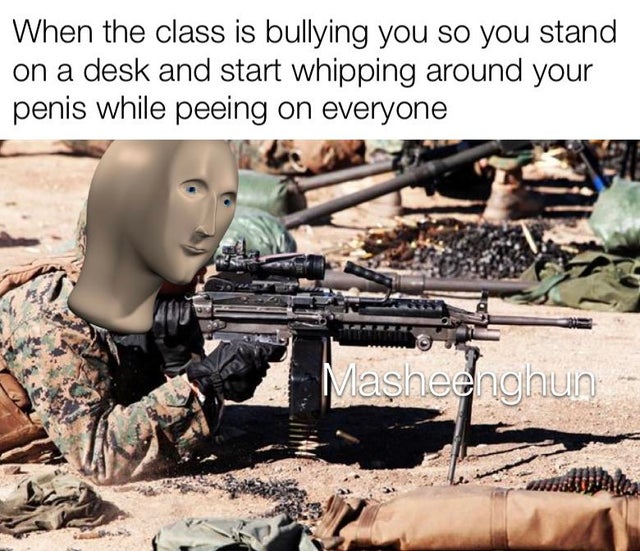 When the class is bullying you so you stand
on a desk and start whipping around your
penis while peeing on everyone
Masheenghun